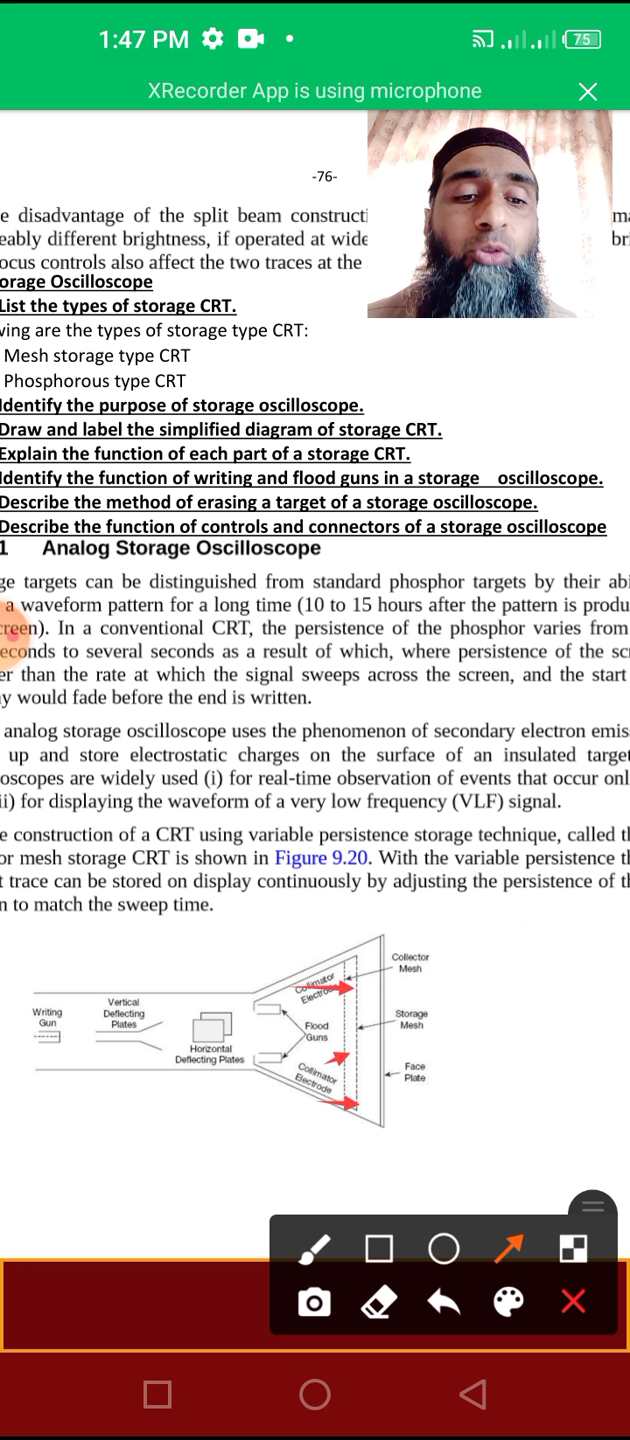 1:47 PM
75
XRecorder App is using microphone
-76-
e disadvantage of the split beam constructi
ma
eably different brightness, if operated at wide
bri
ocus controls also affect the two traces at the
orage Oscilloscope
List the types of storage CRT.
wing are the types of storage type CRT:
Mesh storage type CRT
Phosphorous type CRT
Identify the purpose of storage oscilloscope.
Draw and label the simplified diagram of storage CRT.
Explain the function of each part of a storage CRT.
Identify the function of writing and flood guns in a storage oscilloscope.
Describe the method of erasing a target of a storage oscilloscope.
Describe the function of controls and connectors of a storage oscilloscope
1 Analog Storage Oscilloscope
ge targets can be distinguished from standard phosphor targets by their abi
a waveform pattern for a long time (10 to 15 hours after the pattern is produ
creen). In a conventional CRT, the persistence of the phosphor varies from
econds to several seconds as a result of which, where persistence of the scr
er than the rate at which the signal sweeps across the screen, and the start
ay would fade before the end is written.
analog storage oscilloscope uses the phenomenon of secondary electron emis
up and store electrostatic charges on the surface of an insulated target
oscopes are widely used (i) for real-time observation of events that occur onl
ii) for displaying the waveform of a very low frequency (VLF) signal.
e construction of a CRT using variable persistence storage technique, called th
or mesh storage CRT is shown in Figure 9.20. With the variable persistence th
t trace can be stored on display continuously by adjusting the persistence of th
n to match the sweep time.
Collector
Mesh
Collimator
Electrode
Vertical
Deflecting
Plates
Writing
Gun
Storage
Mesh
Flood
Guns
Horizontal
Deflecting Plates
Collimator
Electrode
Face
Plate